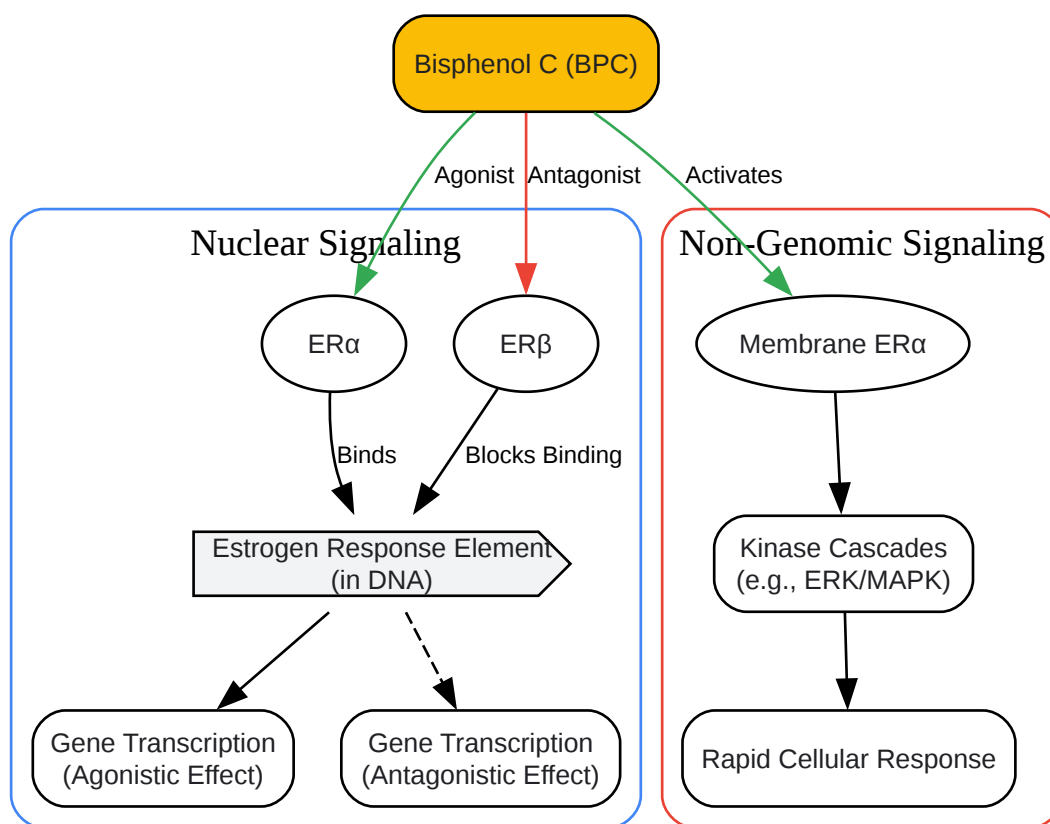 Bisphenol C (BPC)
Agonist
Antagonist
Activates
Nuclear Signaling
Non-Genomic Signaling
ERα
ERβ
Membrane ERα
Binds
Blocks Binding
Estrogen Response Element
(in DNA)
Kinase Cascades
(e.g., ERK/MAPK)
Gene Transcription
(Agonistic Effect)
Gene Transcription
(Antagonistic Effect)
Rapid Cellular Response